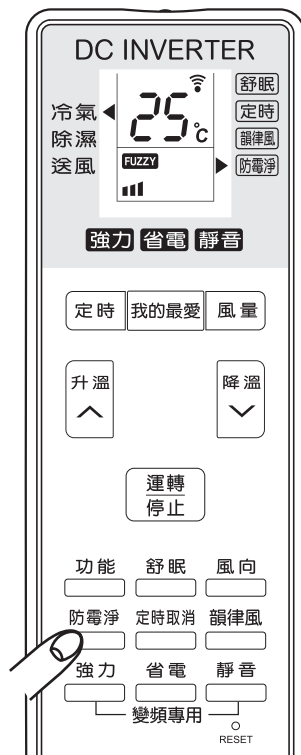 DC INVERTER
舒眠
冷氣 25°C 定時
除濕 韻律風
送風 FUZZY 防霉淨
強力 省電 靜音
定時 我的最愛 風量
升溫 降溫
運轉
停止
功能 舒眠 風向
防霉淨 定時取消 韻律風
強力 省電 靜音
變頻專用
RESET